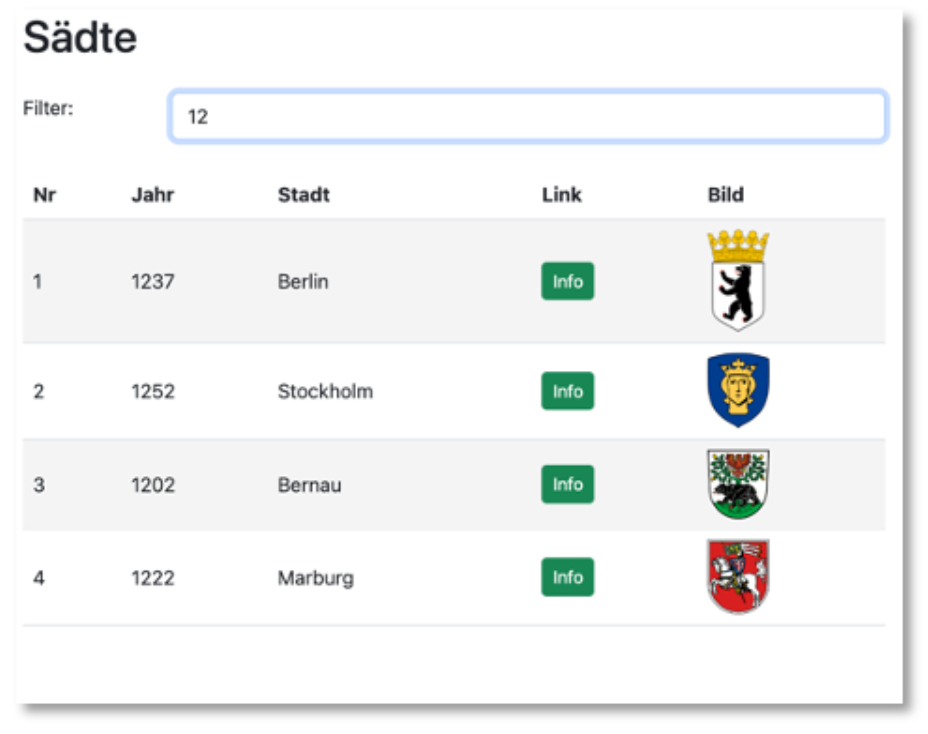 Sädte
Filter: 12
Nr Jahr Stadt Link Bild
1 1237 Berlin Info
2 1252 Stockholm Info
3 1202 Bernau Info
4 1222 Marburg Info